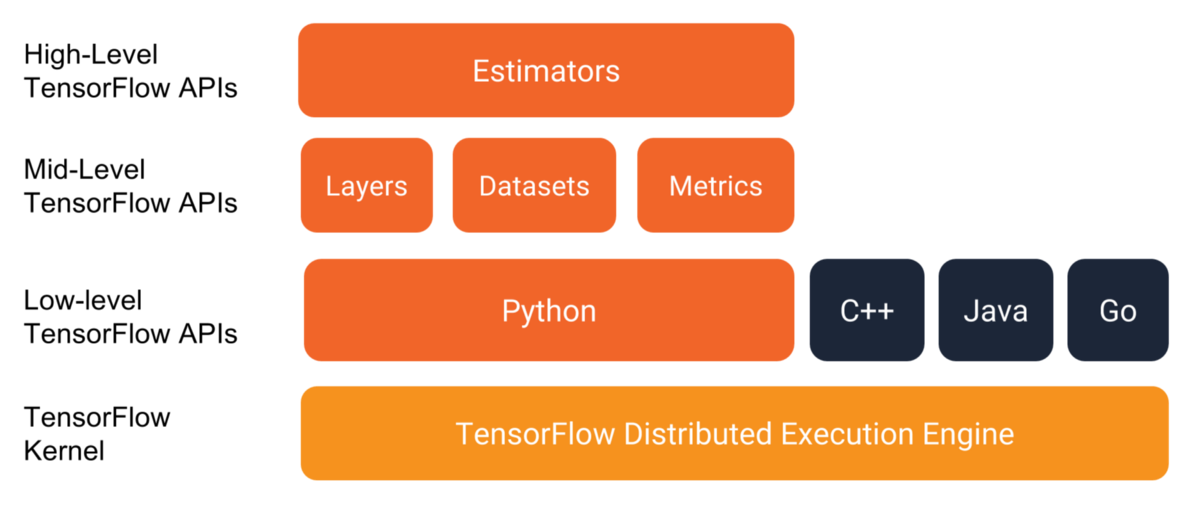 High-Level
TensorFlow APIs
Estimators
Mid-Level
TensorFlow APIs
Layers
Datasets
Metrics
Low-level
TensorFlow APIs
Python
C++
Java
Go
TensorFlow
Kernel
TensorFlow Distributed Execution Engine